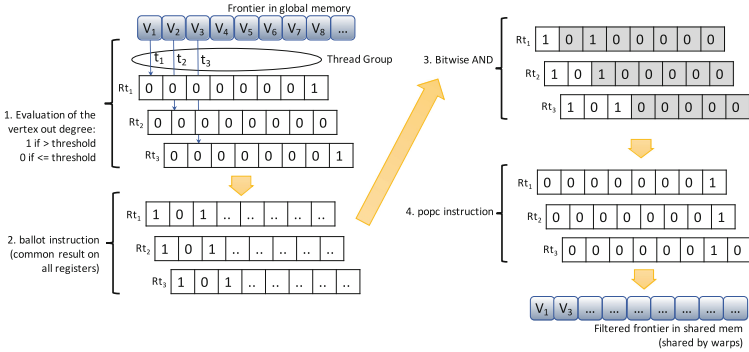 Frontier in global memory
V1 V2 V3 V4 V5 V6 V7 V8 ...
t1 t2 t3
Thread Group
1. Evaluation of the
vertex out degree:
1 if > threshold
0 if <= threshold
Rt1 0 0 0 0 0 0 0 1
Rt2 0 0 0 0 0 0 0 0
Rt3 0 0 0 0 0 0 0 1
2. ballot instruction
(common result on
all registers)
Rt1 1 0 1 .. .. .. .. ..
Rt2 1 0 1 .. .. .. .. ..
Rt3 1 0 1 .. .. .. .. ..
3. Bitwise AND
Rt1 1 0 1 0 0 0 0 0
Rt2 1 0 1 0 0 0 0 0
Rt3 1 0 1 0 0 0 0 0
4. popc instruction
Rt1 0 0 0 0 0 0 0 1
Rt2 0 0 0 0 0 0 0 1
Rt3 0 0 0 0 0 0 1 0
V1 V3 ... ... ... ... ... ... ...
Filtered frontier in shared mem
(shared by warps)